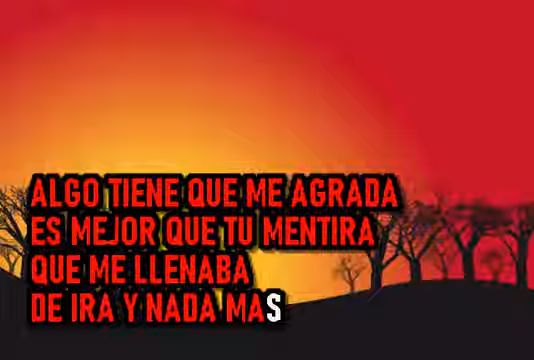 ALGO TIENE QUE ME AGRADA
ES MEJOR QUE TU MENTIRA
QUE ME LLENABA
DE IRA Y NADA MAS